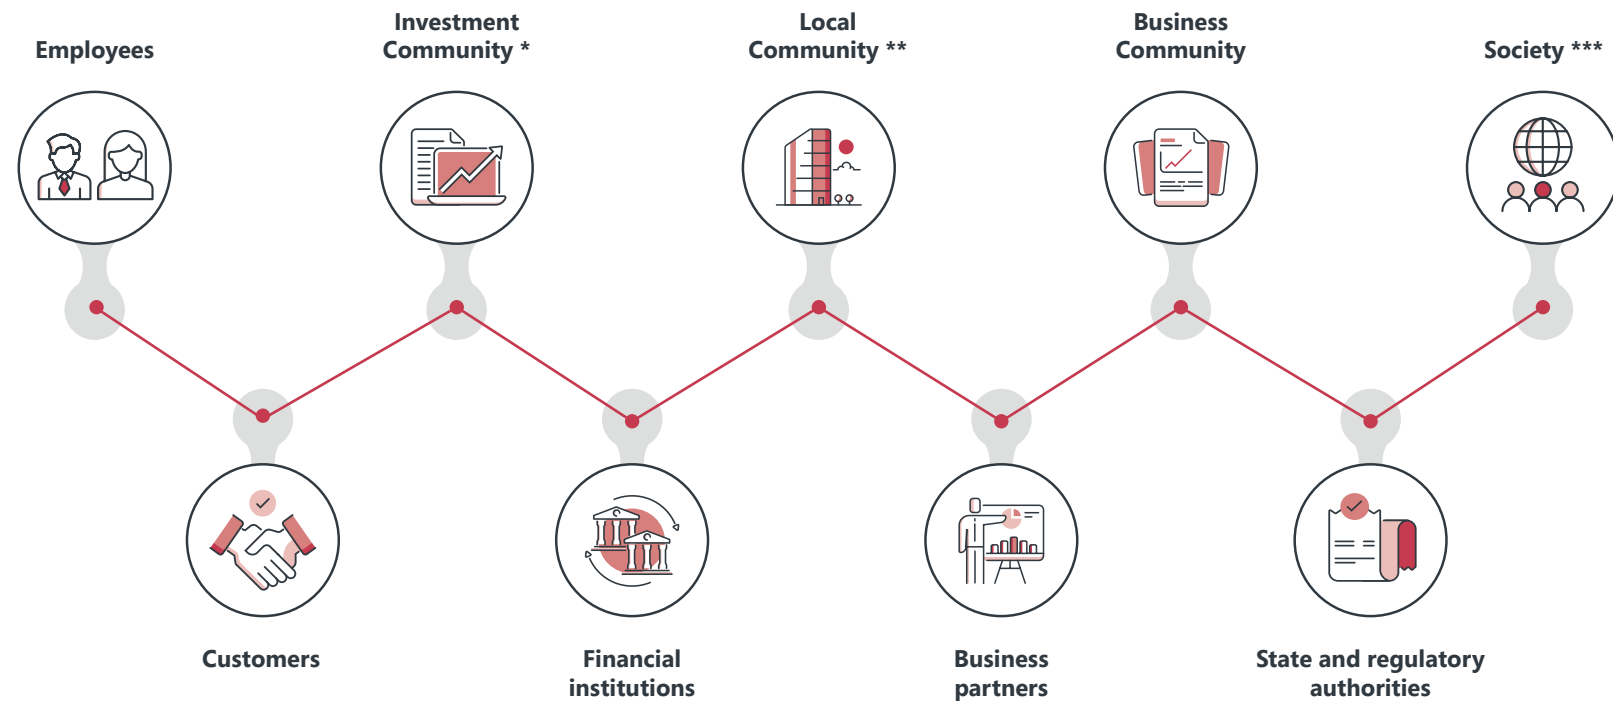 Employees
Investment
Community *
Local
Community **
Business
Community
Society ***
Customers
Financial
institutions
Business
partners
State and regulatory
authorities